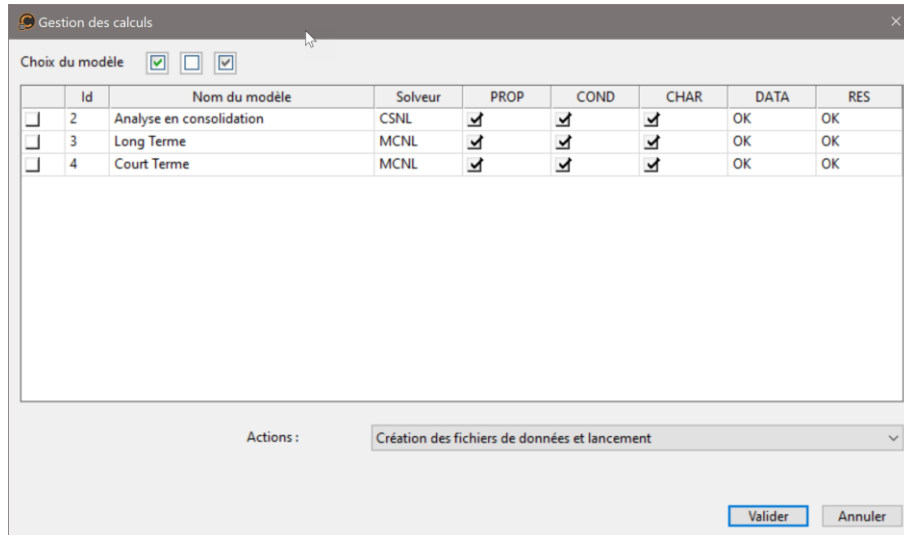 Gestion des calculs
Choix du modèle
Id Nom du modèle Solveur PROP COND CHAR DATA RES
2 Analyse en consolidation CSNL OK OK
3 Long Terme MCNL OK OK
4 Court Terme MCNL OK OK
Actions : Création des fichiers de données et lancement
Valider Annuler